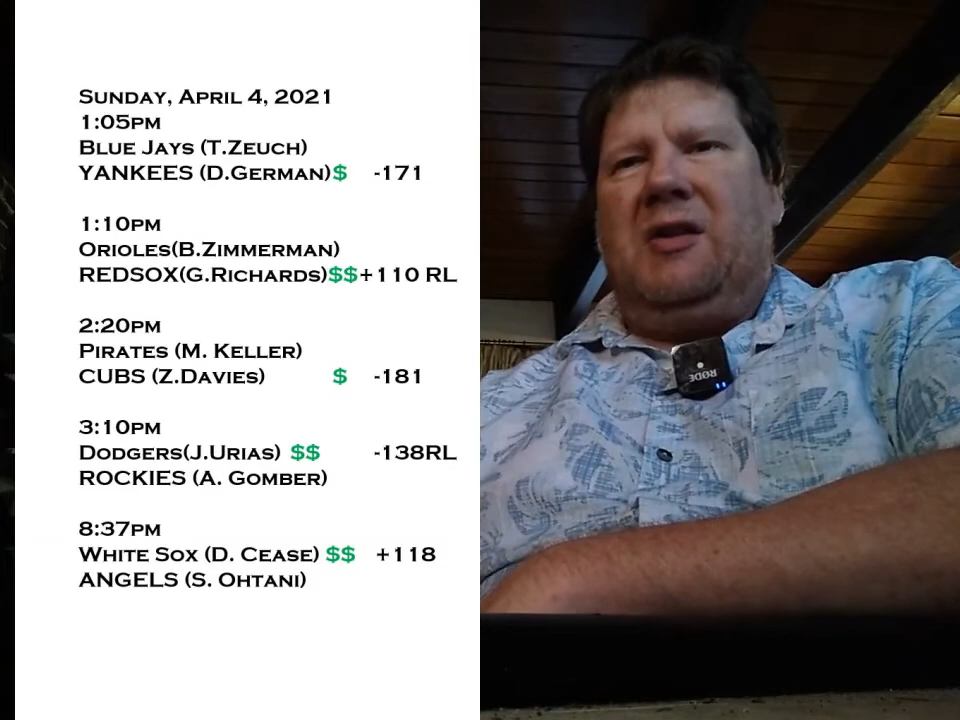 SUNDAY, APRIL 4, 2021
1:05PM
BLUE JAYS (T.ZEUCH)
YANKEES (D.GERMAN)$ -171
1:10PM
ORIOLES(B.ZIMMERMAN)
REDSOX(G.RICHARDS)$$+110 RL
2:20PM
PIRATES (M. KELLER)
CUBS (Z.DAVIES) $ -181
3:10PM
DODGERS(J.URIAS) $$ -138RL
ROCKIES (A. GOMBER)
8:37PM
WHITE SOX (D. CEASE) $$ +118
ANGELS (S. OHTANI)
RØDE